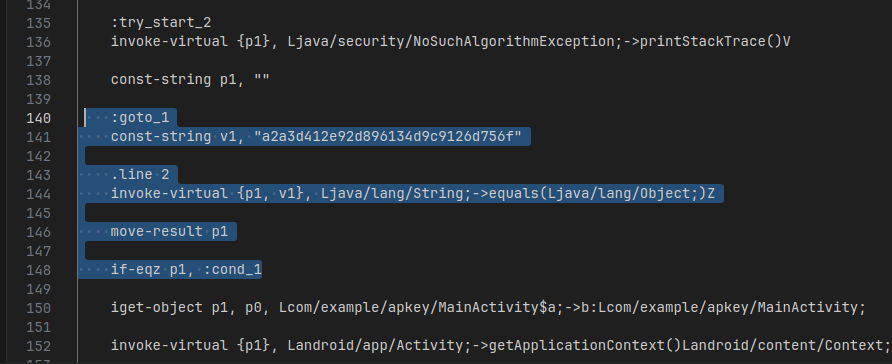 134
135 :try_start_2
136 invoke-virtual {p1}, Ljava/security/NoSuchAlgorithmException;->printStackTrace()V
137
138 const-string p1, ""
139
140 :goto_1
141 const-string v1, "a2a3d412e92d896134d9c9126d756f"
142
143 .line 2
144 invoke-virtual {p1, v1}, Ljava/lang/String;->equals(Ljava/lang/Object;)Z
145
146 move-result p1
147
148 if-eqz p1, :cond_1
149
150 iget-object p1, p0, Lcom/example/apkey/MainActivity$a;->b:Lcom/example/apkey/MainActivity;
151
152 invoke-virtual {p1}, Landroid/app/Activity;->getApplicationContext()Landroid/content/Context;